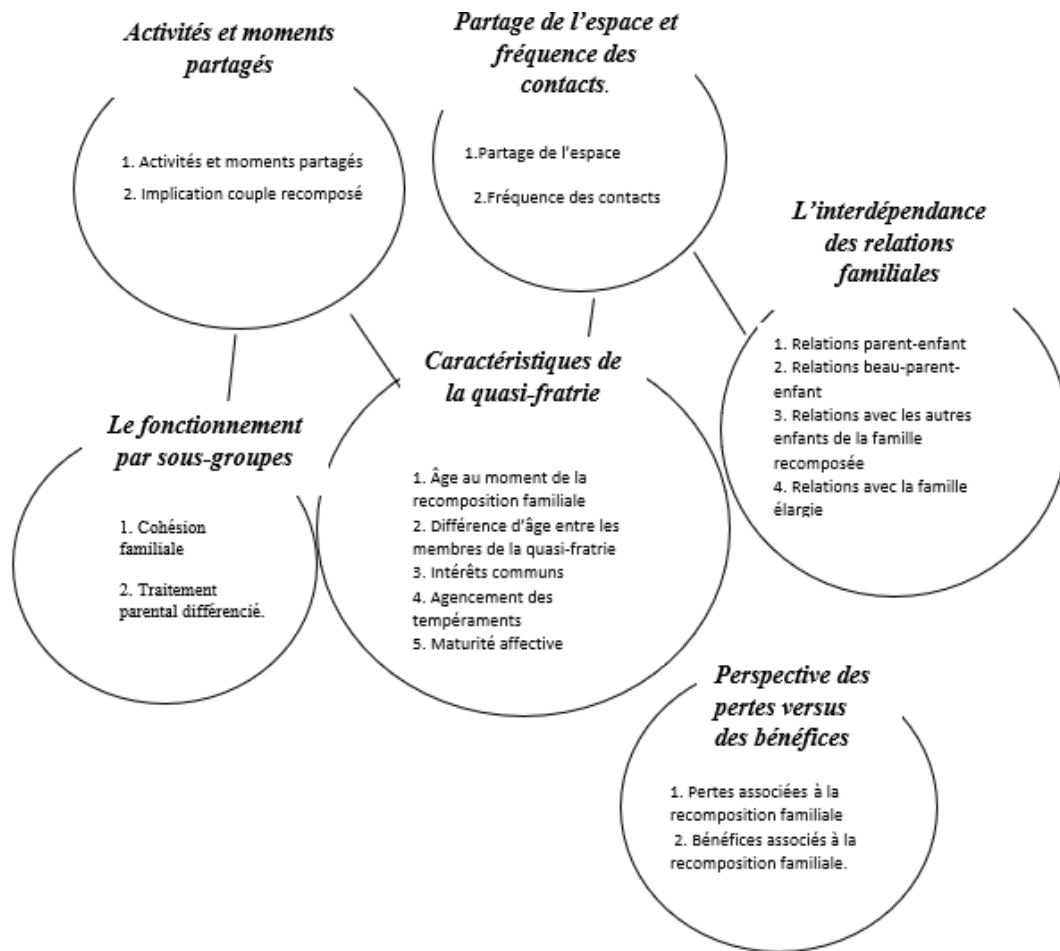 Activités et moments
partagés
1. Activités et moments partagés
2. Implication couple recomposé
Partage de l’espace et
fréquence des
contacts.
1.Partage de l’espace
2.Fréquence des contacts
L’interdépendance
des relations
familiales
1. Relations parent-enfant
2. Relations beau-parent-
enfant
3. Relations avec les autres
enfants de la famille
recomposée
4. Relations avec la famille
élargie
Le fonctionnement
par sous-groupes
1. Cohésion
familiale
2. Traitement
parental différencié.
Caractéristiques de
la quasi-fratrie
1. Âge au moment de la
recomposition familiale
2. Différence d’âge entre les
membres de la quasi-fratrie
3. Intérêts communs
4. Agencement des
tempéraments
5. Maturité affective
Perspective des
pertes versus
des bénéfices
1. Pertes associées à la
recomposition familiale
2. Bénéfices associés à la
recomposition familiale.